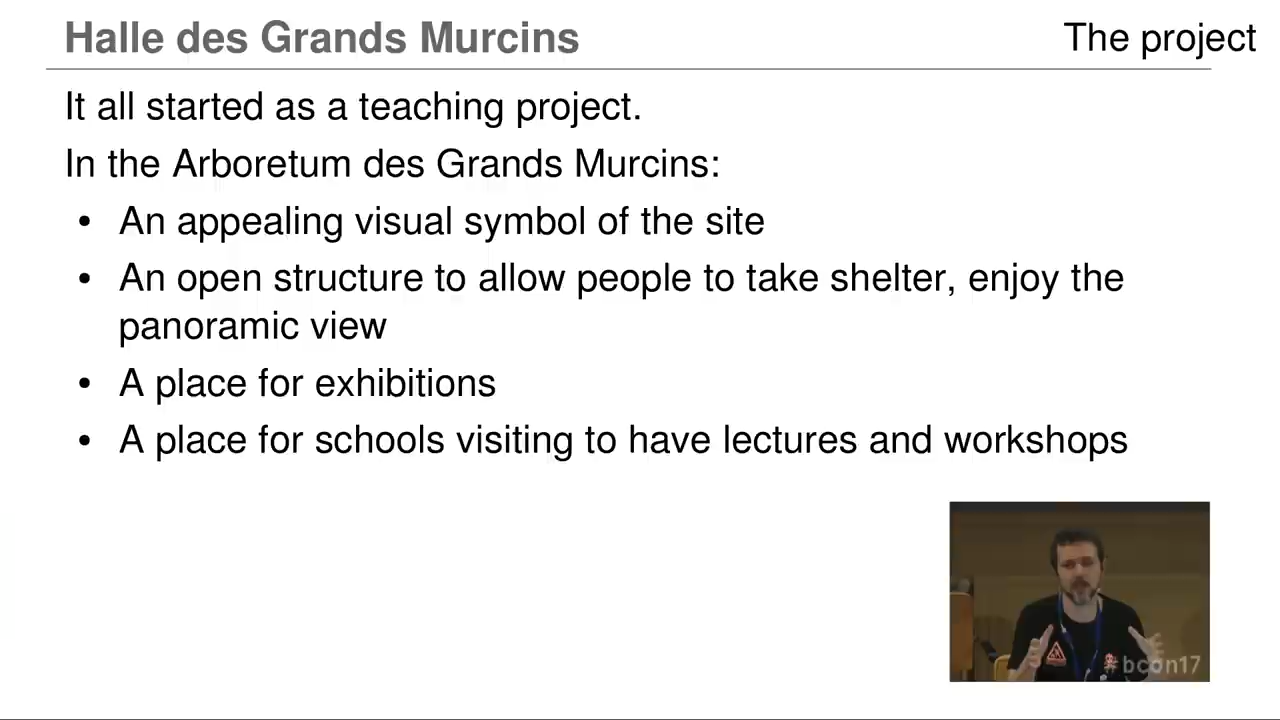 Halle des Grands Murcins
The project
It all started as a teaching project.
In the Arboretum des Grands Murcins:
• An appealing visual symbol of the site
• An open structure to allow people to take shelter, enjoy the
panoramic view
• A place for exhibitions
• A place for schools visiting to have lectures and workshops
#bcon17